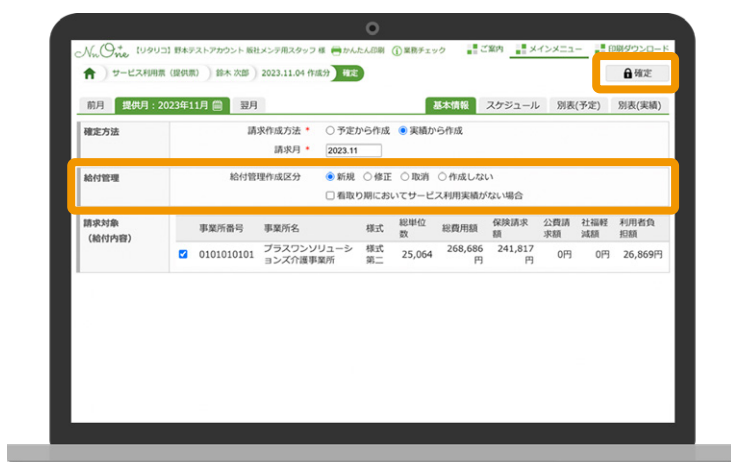 NnOne 【リタリコ】野本テストアカウント 販社メンテ用スタッフ 様 かんたん印刷 業務チェック ご案内 メインメニュー 印刷ダウンロード
サービス利用票（提供票） 鈴木 次郎 2023.11.04 作成分 確定 確定
前月 提供月：2023年11月 翌月 基本情報 スケジュール 別表(予定) 別表(実績)
確定方法 請求作成方法 * 予定から作成 実績から作成
請求月 * 2023.11
給付管理 給付管理作成区分 新規 修正 取消 作成しない
看取り期においてサービス利用実績がない場合
請求対象（給付内容） 事業所番号 事業所名 様式 総単位数 総費用額 保険請求額 公費請求額 社福軽減額 利用者負担額
0101010101 プラスワンソリューションズ介護事業所 様式第二 25,064 268,686円 241,817円 0円 0円 26,869円